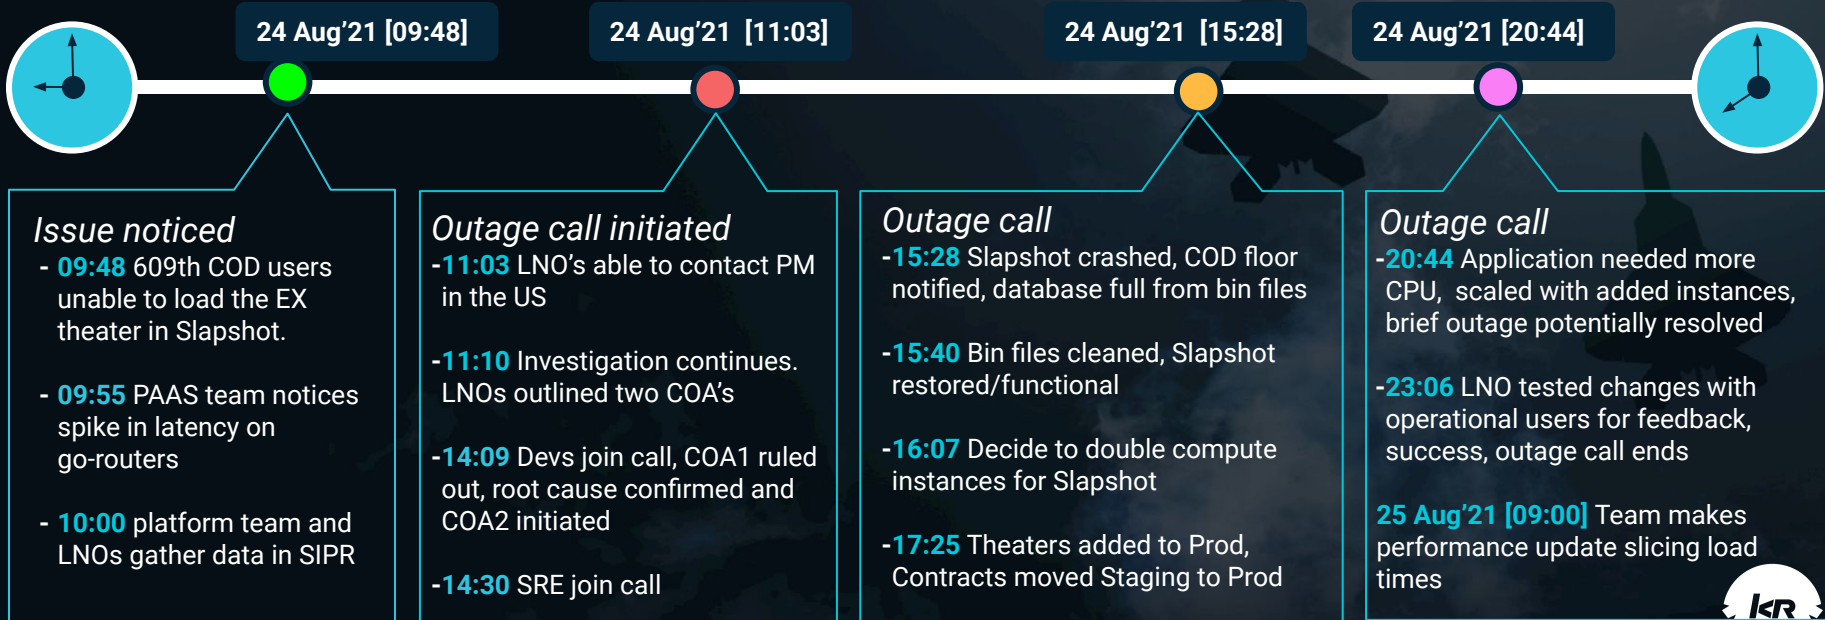 24 Aug’21 [09:48]
24 Aug’21 [11:03]
24 Aug’21 [15:28]
24 Aug’21 [20:44]
Issue noticed
- 09:48 609th COD users
unable to load the EX
theater in Slapshot.
- 09:55 PAAS team notices
spike in latency on
go-routers
- 10:00 platform team and
LNOs gather data in SIPR
Outage call initiated
-11:03 LNO’s able to contact PM
in the US
-11:10 Investigation continues.
LNOs outlined two COA’s
-14:09 Devs join call, COA1 ruled
out, root cause confirmed and
COA2 initiated
-14:30 SRE join call
Outage call
-15:28 Slapshot crashed, COD floor
notified, database full from bin files
-15:40 Bin files cleaned, Slapshot
restored/functional
-16:07 Decide to double compute
instances for Slapshot
-17:25 Theaters added to Prod,
Contracts moved Staging to Prod
Outage call
-20:44 Application needed more
CPU, scaled with added instances,
brief outage potentially resolved
-23:06 LNO tested changes with
operational users for feedback,
success, outage call ends
25 Aug’21 [09:00] Team makes
performance update slicing load
times
KR